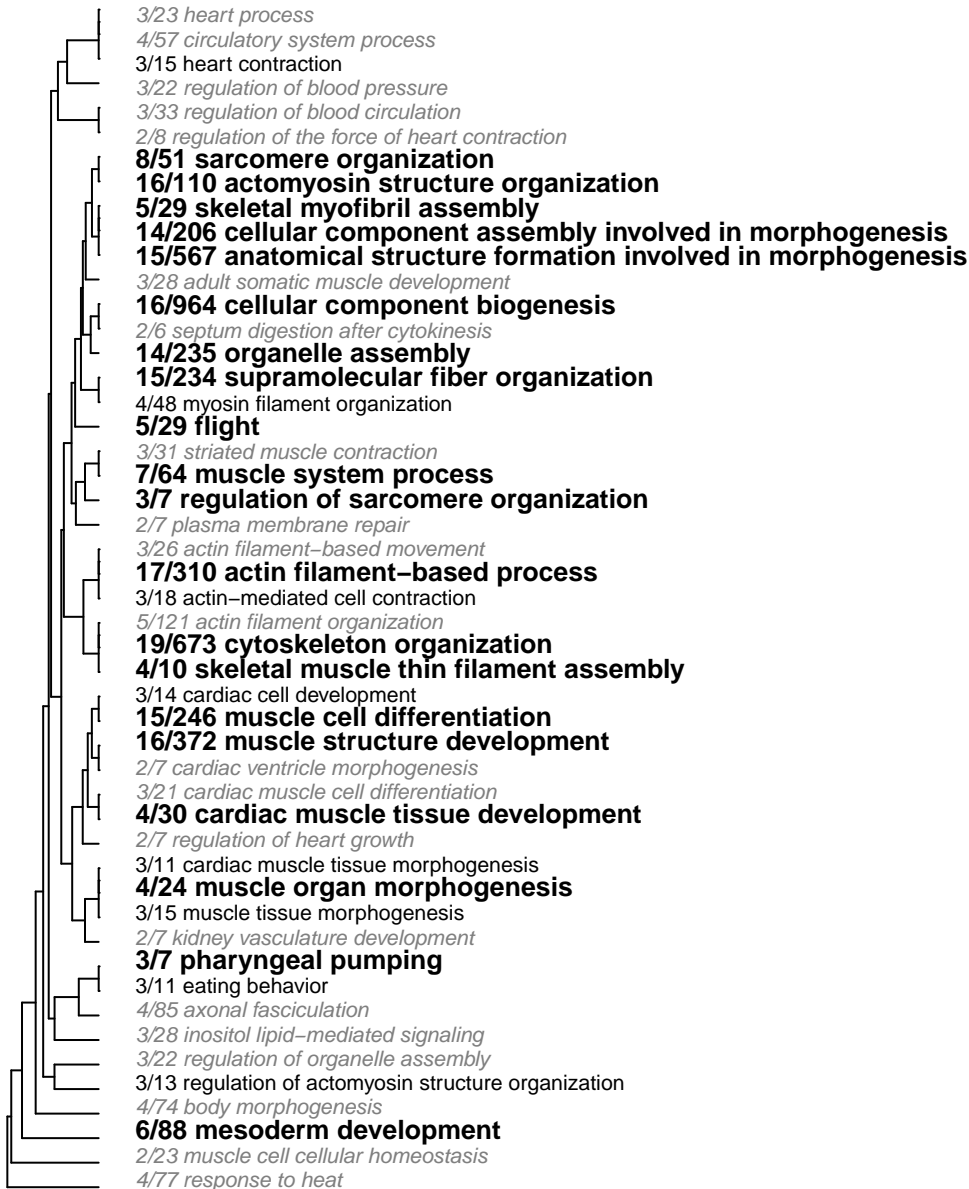 3/23 heart process
4/57 circulatory system process
3/15 heart contraction
3/22 regulation of blood pressure
3/33 regulation of blood circulation
2/8 regulation of the force of heart contraction
8/51 sarcomere organization
16/110 actomyosin structure organization
5/29 skeletal myofibril assembly
14/206 cellular component assembly involved in morphogenesis
15/567 anatomical structure formation involved in morphogenesis
3/28 adult somatic muscle development
16/964 cellular component biogenesis
2/6 septum digestion after cytokinesis
14/235 organelle assembly
15/234 supramolecular fiber organization
4/48 myosin filament organization
5/29 flight
3/31 striated muscle contraction
7/64 muscle system process
3/7 regulation of sarcomere organization
2/7 plasma membrane repair
3/26 actin filament−based movement
17/310 actin filament−based process
3/18 actin−mediated cell contraction
5/121 actin filament organization
19/673 cytoskeleton organization
4/10 skeletal muscle thin filament assembly
3/14 cardiac cell development
15/246 muscle cell differentiation
16/372 muscle structure development
2/7 cardiac ventricle morphogenesis
3/21 cardiac muscle cell differentiation
4/30 cardiac muscle tissue development
2/7 regulation of heart growth
3/11 cardiac muscle tissue morphogenesis
4/24 muscle organ morphogenesis
3/15 muscle tissue morphogenesis
2/7 kidney vasculature development
3/7 pharyngeal pumping
3/11 eating behavior
4/85 axonal fasciculation
3/28 inositol lipid−mediated signaling
3/22 regulation of organelle assembly
3/13 regulation of actomyosin structure organization
4/74 body morphogenesis
6/88 mesoderm development
2/23 muscle cell cellular homeostasis
4/77 response to heat